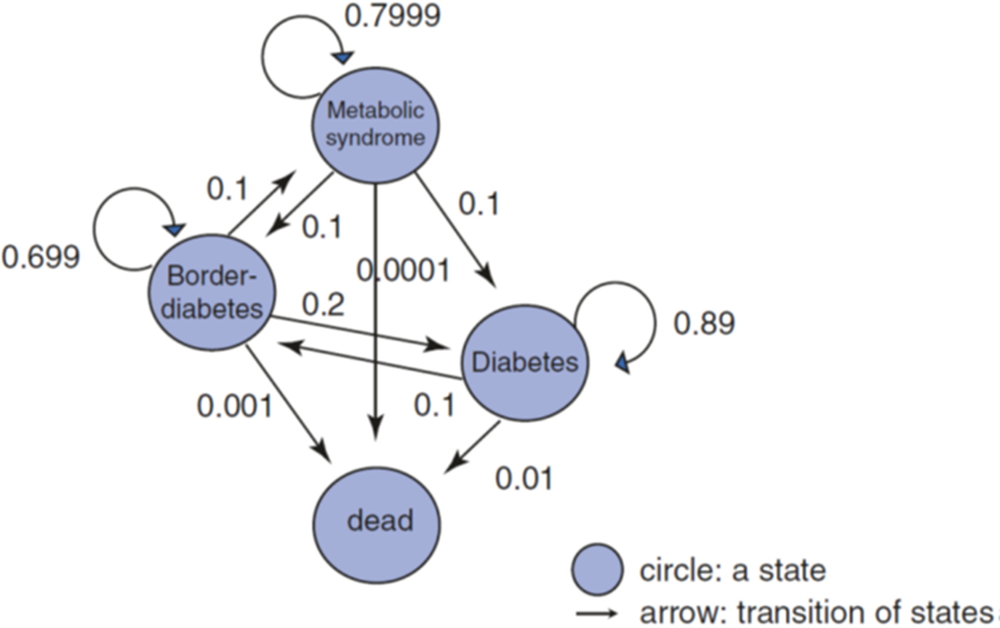 0.7999
Metabolic
syndrome
0.1
0.1
0.1
0.699
Border-
diabetes
0.0001
0.2
0.89
Diabetes
0.001
0.1
0.01
dead
circle: a state
arrow: transition of states